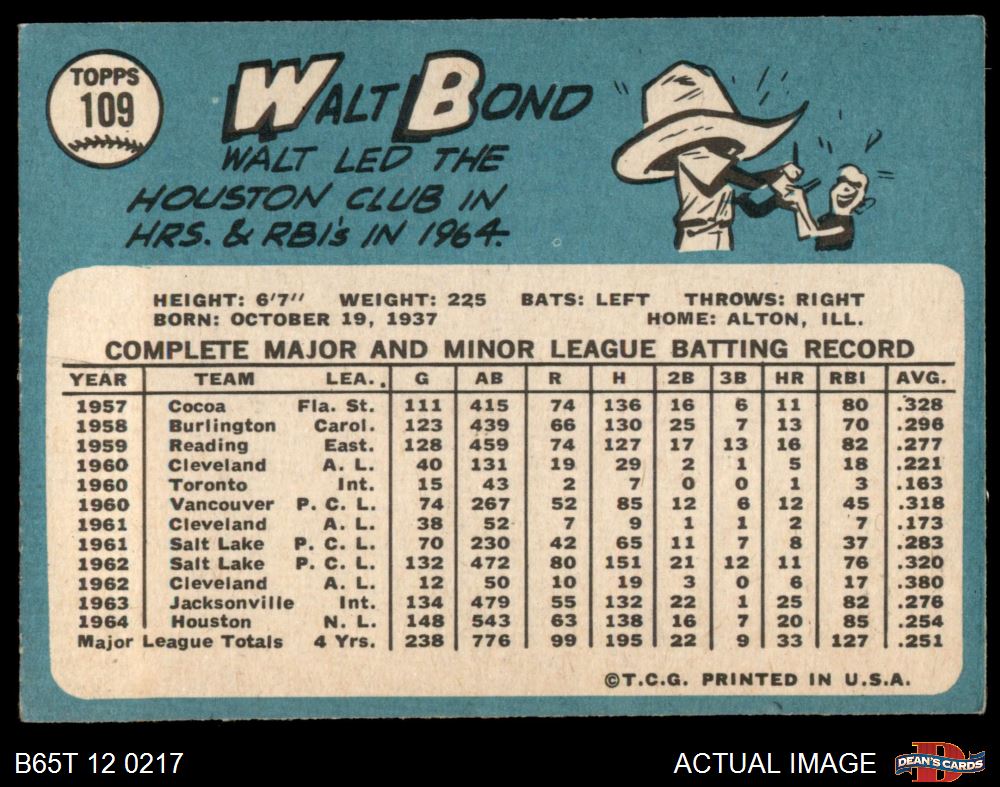 TOPPS
109
WALT BOND
WALT LED THE
HOUSTON CLUB IN
HRS. & RBI's IN 1964.
HEIGHT: 6'7" WEIGHT: 225 BATS: LEFT THROWS: RIGHT
BORN: OCTOBER 19, 1937 HOME: ALTON, ILL.
COMPLETE MAJOR AND MINOR LEAGUE BATTING RECORD
YEAR TEAM LEA. G AB R H 2B 3B HR RBI AVG.
1957 Cocoa Fla. St. 111 415 74 136 16 6 11 80 .328
1958 Burlington Carol. 123 439 66 130 25 7 13 70 .296
1959 Reading East. 128 459 74 127 17 13 16 82 .277
1960 Cleveland A. L. 40 131 19 29 2 1 5 18 .221
1960 Toronto Int. 15 43 2 7 0 0 1 3 .163
1960 Vancouver P. C. L. 74 267 52 85 12 6 12 45 .318
1961 Cleveland A. L. 38 52 7 9 1 1 2 7 .173
1961 Salt Lake P. C. L. 70 230 42 65 11 7 8 37 .283
1962 Salt Lake P. C. L. 132 472 80 151 21 12 11 76 .320
1962 Cleveland A. L. 12 50 10 19 3 0 6 17 .380
1963 Jacksonville Int. 134 479 55 132 22 1 25 82 .276
1964 Houston N. L. 148 543 63 138 16 7 20 85 .254
Major League Totals 4 Yrs. 238 776 99 195 22 9 33 127 .251
©T.C.G. PRINTED IN U.S.A.
B65T 12 0217 ACTUAL IMAGE
D
DEAN'S CARDS